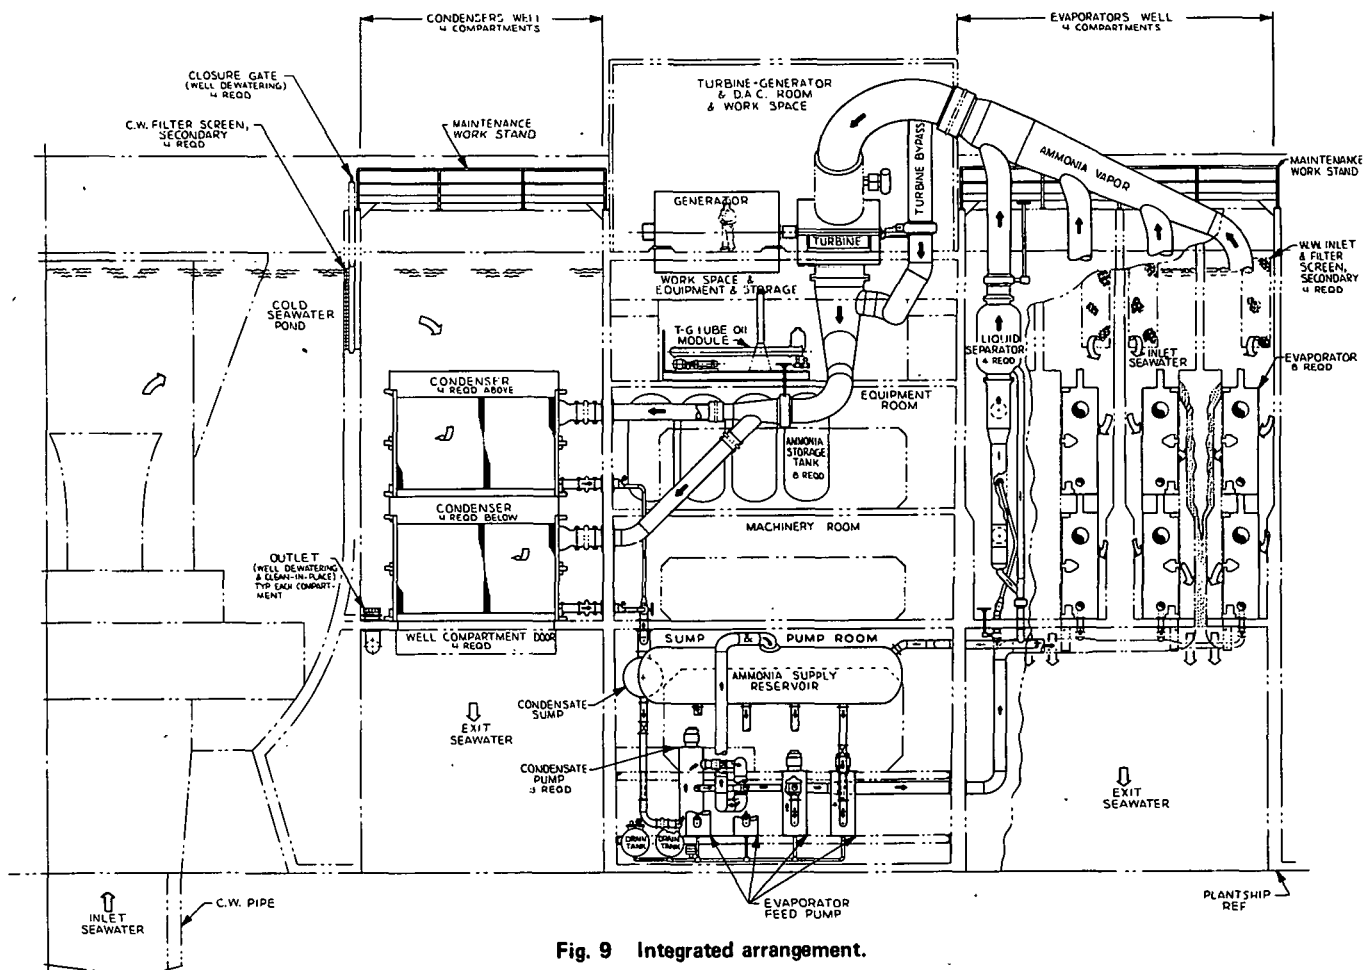 CONDENSERS WELL
4 COMPARTMENTS
EVAPORATORS WELL
4 COMPARTMENTS
CLOSURE GATE
(WELL DEWATERING)
4 REQD
TURBINE-GENERATOR
& D.A.C. ROOM
& WORK SPACE
C.W. FILTER SCREEN,
SECONDARY
4 REQD
MAINTENANCE
WORK STAND
TURBINE BYPASS
AMMONIA VAPOR
MAINTENANCE
WORK STAND
GENERATOR
TURBINE
W.W. INLET
& FILTER
SCREEN,
SECONDARY
4 REQD
WORK SPACE &
EQUIPMENT & STORAGE
COLD
SEAWATER
POND
T-G LUBE OIL
MODULE
LIQUID
SEPARATOR
4 REQD
INLET
SEAWATER
EVAPORATOR
8 REQD
CONDENSER
4 REQD ABOVE
EQUIPMENT
ROOM
AMMONIA
STORAGE
TANK
8 REQD
CONDENSER
4 REQD BELOW
MACHINERY ROOM
OUTLET
(WELL DEWATERING
& CLEAN-IN-PLACE)
TYP EACH COMPART-
MENT
WELL COMPARTMENT DOOR
4 REQD
SUMP & PUMP ROOM
AMMONIA SUPPLY
RESERVOIR
CONDENSATE
SUMP
EXIT
SEAWATER
CONDENSATE
PUMP
3 REQD
EXIT
SEAWATER
DRAIN
TANK
DRAIN
TANK
INLET
SEAWATER
C.W. PIPE
EVAPORATOR
FEED PUMP
PLANTSHIP
REF
Fig. 9 Integrated arrangement.